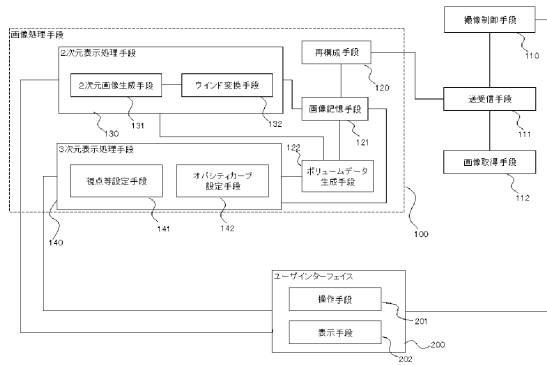 画像処理手段
2次元表示処理手段
2次元画像生成手段
ウインド変換手段
131
132
130
再構成手段
120
画像記憶手段
121
122
ボリュームデータ
生成手段
3次元表示処理手段
視点等設定手段
オパシティカーブ
設定手段
140
141
142
100
撮像制御手段
110
送受信手段
111
画像取得手段
112
ユーザインターフェイス
操作手段
201
表示手段
202
200